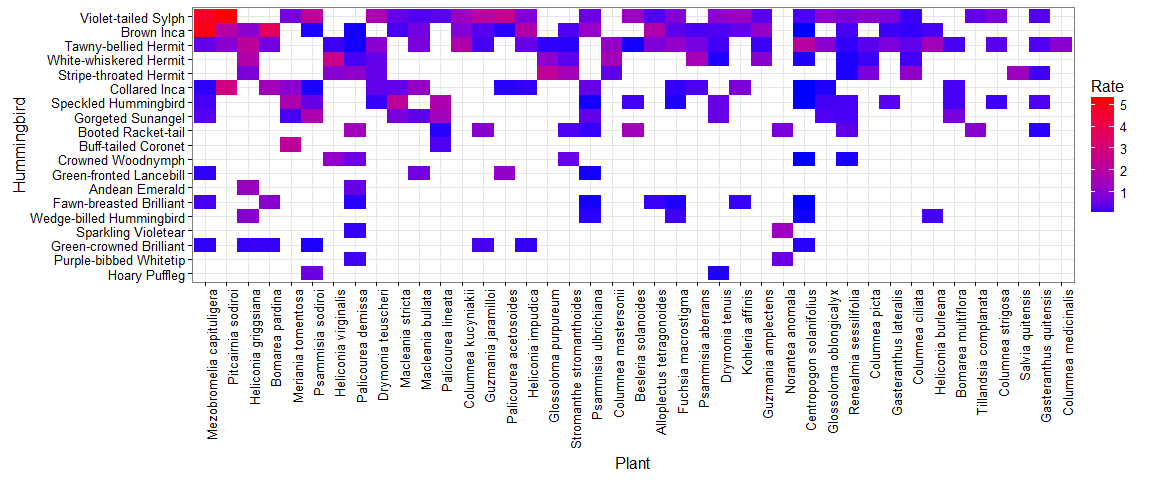 Hummingbird
Violet-tailed Sylph
Brown Inca
Tawny-bellied Hermit
White-whiskered Hermit
Stripe-throated Hermit
Collared Inca
Speckled Hummingbird
Gorgeted Sunangel
Booted Racket-tail
Buff-tailed Coronet
Crowned Woodnymph
Green-fronted Lancebill
Andean Emerald
Fawn-breasted Brilliant
Wedge-billed Hummingbird
Sparkling Violetear
Green-crowned Brilliant
Purple-bibbed Whitetip
Hoary Puffleg
Mezobromelia capituligera
Pitcairnia sodiroi
Heliconia griggsiana
Bomarea pardina
Meriania tomentosa
Psammisia sodiroi
Heliconia virginalis
Palicourea demissa
Drymonia teuscheri
Macleania stricta
Macleania bullata
Palicourea lineata
Columnea kucyniakii
Guzmania jaramilloi
Palicourea acetosoides
Heliconia impudica
Glossoloma purpureum
Stromanthe stromanthoides
Psammisia ulbrichiana
Columnea mastersonii
Besleria solanoides
Alloplectus tetragonoides
Fuchsia macrostigma
Psammisia aberrans
Drymonia tenuis
Kohleria affinis
Guzmania amplectens
Norantea anomala
Centropogon solanifolius
Glossoloma oblongicalyx
Renealmia sessilifolia
Columnea picta
Gasteranthus lateralis
Columnea ciliata
Heliconia burleana
Bomarea multiflora
Tillandsia complanata
Columnea strigosa
Salvia quitensis
Gasteranthus quitensis
Columnea medicinalis
Plant
Rate
5
4
3
2
1